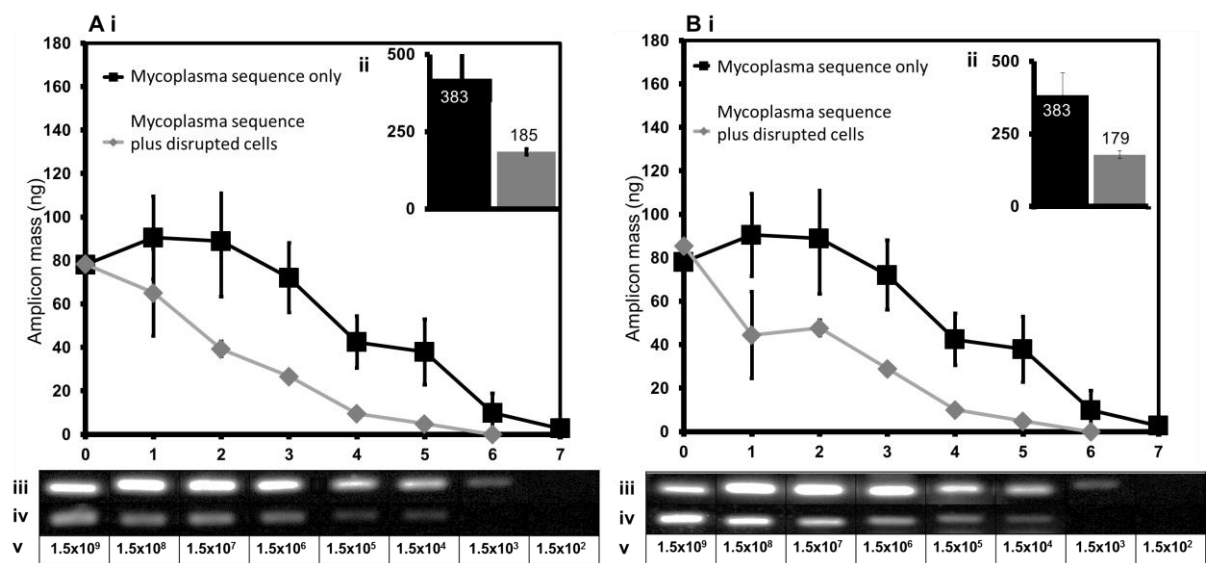 A i
180
160
140
120
100
80
60
40
20
0
Amplicon mass (ng)
Mycoplasma sequence only
Mycoplasma sequence
plus disrupted cells
ii
500
250
0
383
185
0 1 2 3 4 5 6 7
iii
iv
v 1.5x10⁹ 1.5x10⁸ 1.5x10⁷ 1.5x10⁶ 1.5x10⁵ 1.5x10⁴ 1.5x10³ 1.5x10²
B i
180
160
140
120
100
80
60
40
20
0
Amplicon mass (ng)
Mycoplasma sequence only
Mycoplasma sequence
plus disrupted cells
ii
500
250
0
383
179
0 1 2 3 4 5 6 7
iii
iv
v 1.5x10⁹ 1.5x10⁸ 1.5x10⁷ 1.5x10⁶ 1.5x10⁵ 1.5x10⁴ 1.5x10³ 1.5x10²